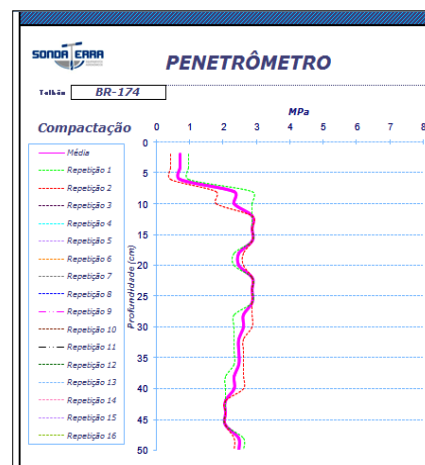 SONDATERRA
PENETRÔMETRO
Talhão BR-174
MPa
Compactação
0 1 2 3 4 5 6 7 8
Média
Repetição 1
Repetição 2
Repetição 3
Repetição 4
Repetição 5
Repetição 6
Repetição 7
Repetição 8
Repetição 9
Repetição 10
Repetição 11
Repetição 12
Repetição 13
Repetição 14
Repetição 15
Repetição 16
Profundidade (cm)
0
5
10
15
20
25
30
35
40
45
50